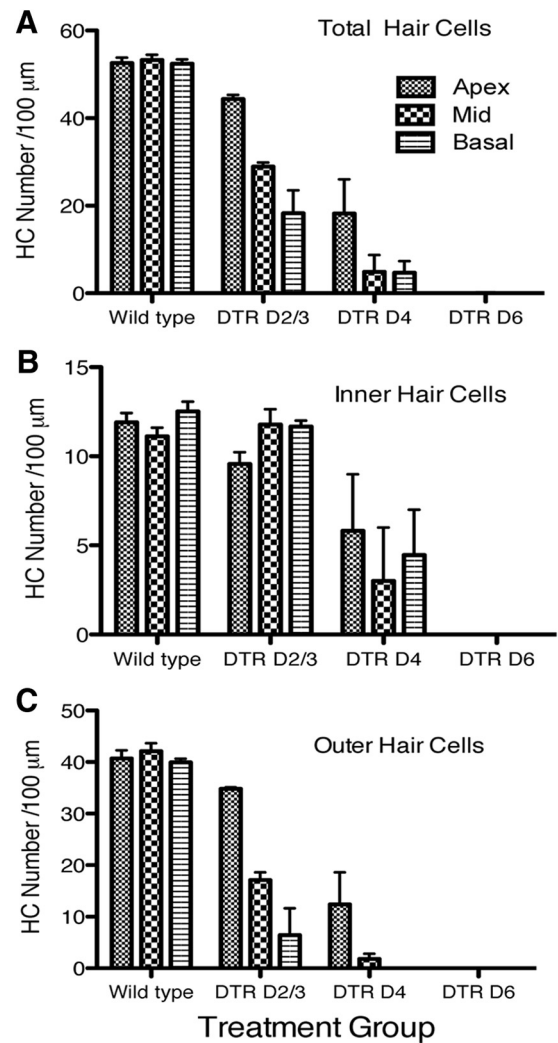 A
Total Hair Cells
HC Number /100 μm
60
40
20
0
Apex
Mid
Basal
Wild type DTR D2/3 DTR D4 DTR D6
B
Inner Hair Cells
HC Number /100 μm
15
10
5
0
Wild type DTR D2/3 DTR D4 DTR D6
C
Outer Hair Cells
HC Number /100 μm
50
40
30
20
10
0
Wild type DTR D2/3 DTR D4 DTR D6
Treatment Group